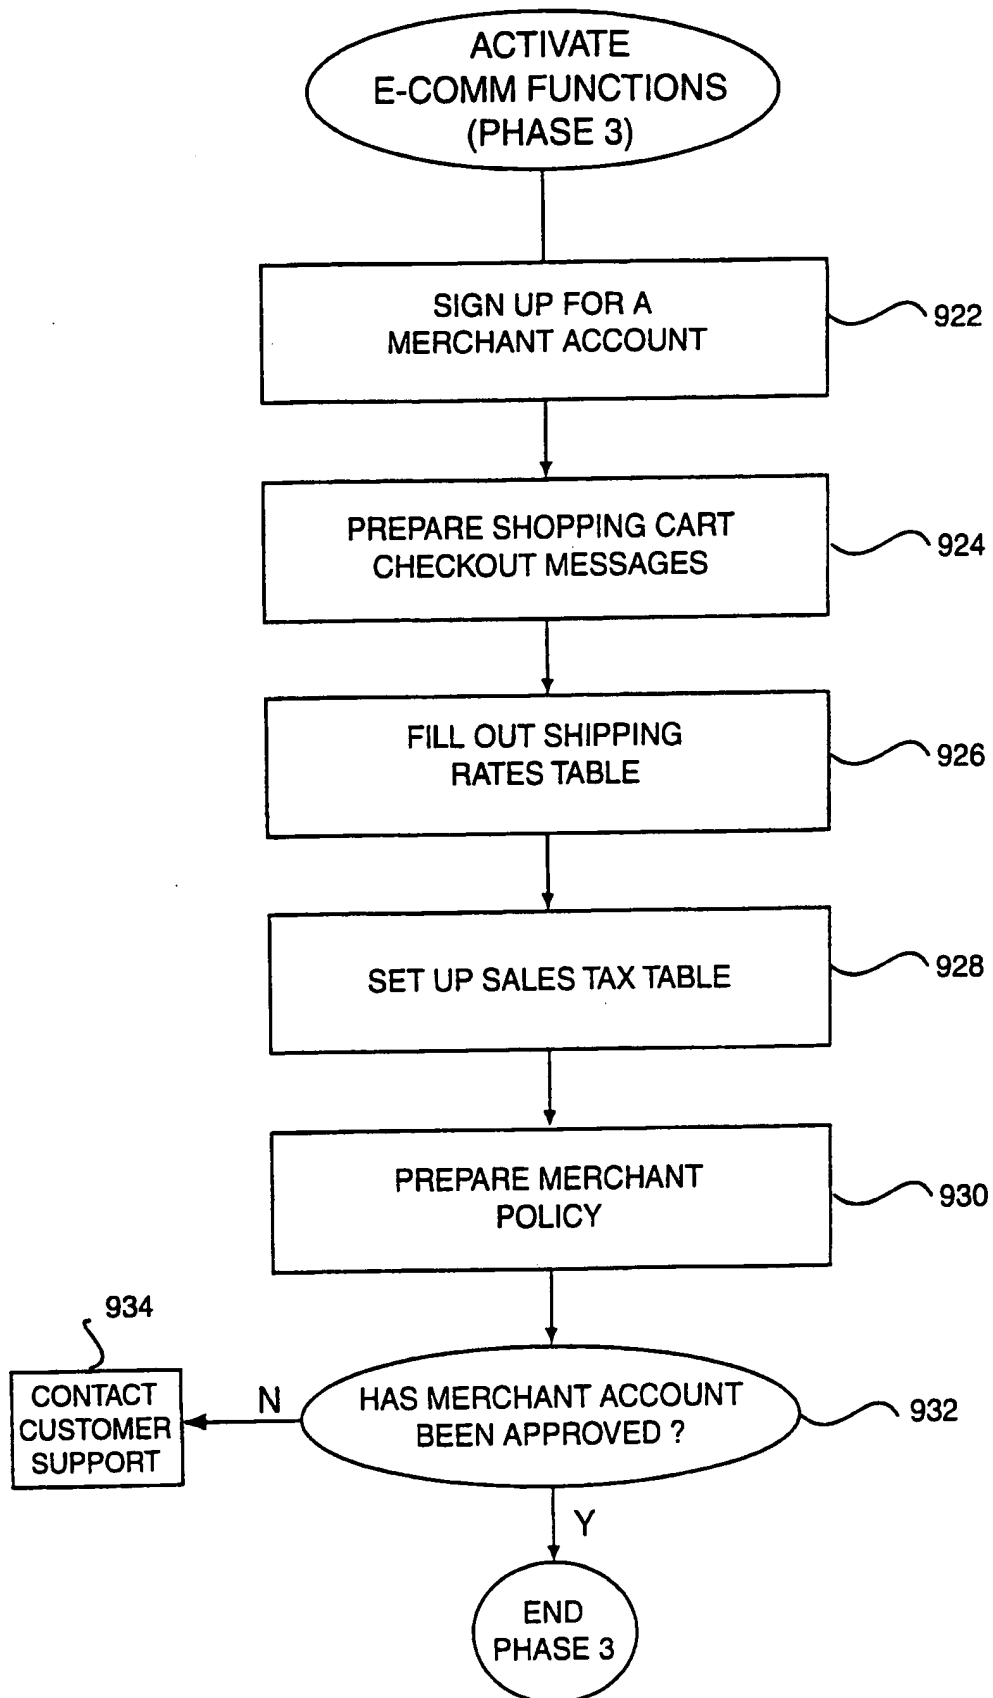 ACTIVATE
E-COMM FUNCTIONS
(PHASE 3)
SIGN UP FOR A
MERCHANT ACCOUNT
922
PREPARE SHOPPING CART
CHECKOUT MESSAGES
924
FILL OUT SHIPPING
RATES TABLE
926
SET UP SALES TAX TABLE
928
PREPARE MERCHANT
POLICY
930
934
CONTACT
CUSTOMER
SUPPORT
N
HAS MERCHANT ACCOUNT
BEEN APPROVED ?
932
Y
END
PHASE 3